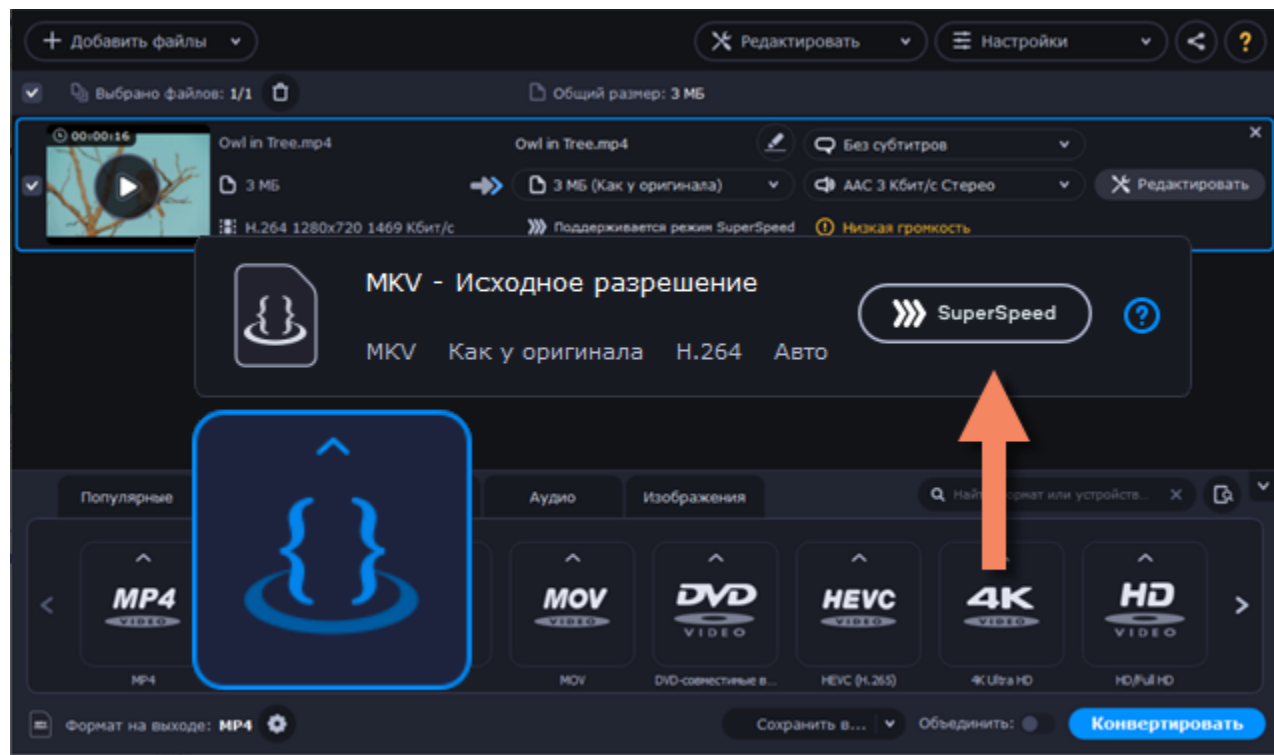 Добавить файлы
Редактировать
Настройки
?
Выбрано файлов: 1/1
Общий размер: 3 МБ
00:00:16
Owl in Tree.mp4
Owl in Tree.mp4
Без субтитров
3 МБ
3 МБ (Как у оригинала)
AAC 3 Кбит/с Стерео
Редактировать
H.264 1280x720 1469 Кбит/с
Поддерживается режим SuperSpeed
Низкая громкость
MKV - Исходное разрешение
SuperSpeed
?
MKV Как у оригинала H.264 Авто
Популярные
Аудио
Изображения
или устройств...
MP4
VIDEO
MOV
VIDEO
DVD
VIDEO
HEVC
VIDEO
4K
VIDEO
HD
VIDEO
MP4
MOV
DVD-совместимые в...
HEVC (H.265)
4K Ultra HD
HD/Full HD
Формат на выходе: MP4
Сохранить в...
Объединить:
Конвертировать